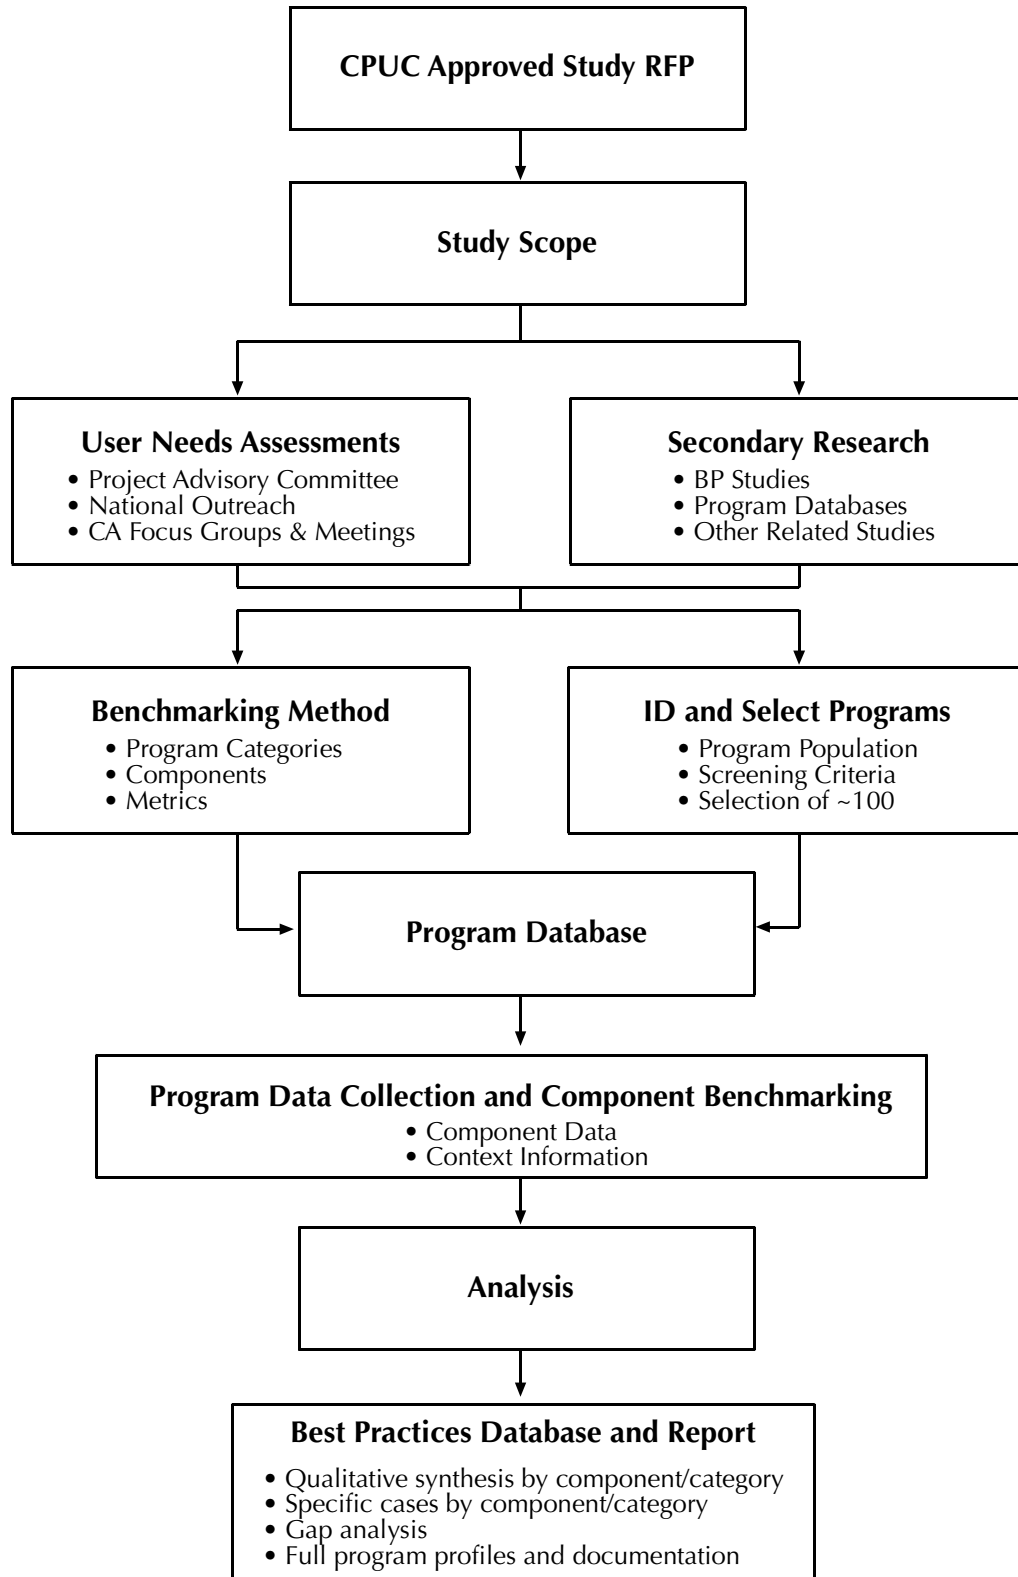 CPUC Approved Study RFP
Study Scope
User Needs Assessments
• Project Advisory Committee
• National Outreach
• CA Focus Groups & Meetings
Secondary Research
• BP Studies
• Program Databases
• Other Related Studies
Benchmarking Method
• Program Categories
• Components
• Metrics
ID and Select Programs
• Program Population
• Screening Criteria
• Selection of ~100
Program Database
Program Data Collection and Component Benchmarking
• Component Data
• Context Information
Analysis
Best Practices Database and Report
• Qualitative synthesis by component/category
• Specific cases by component/category
• Gap analysis
• Full program profiles and documentation